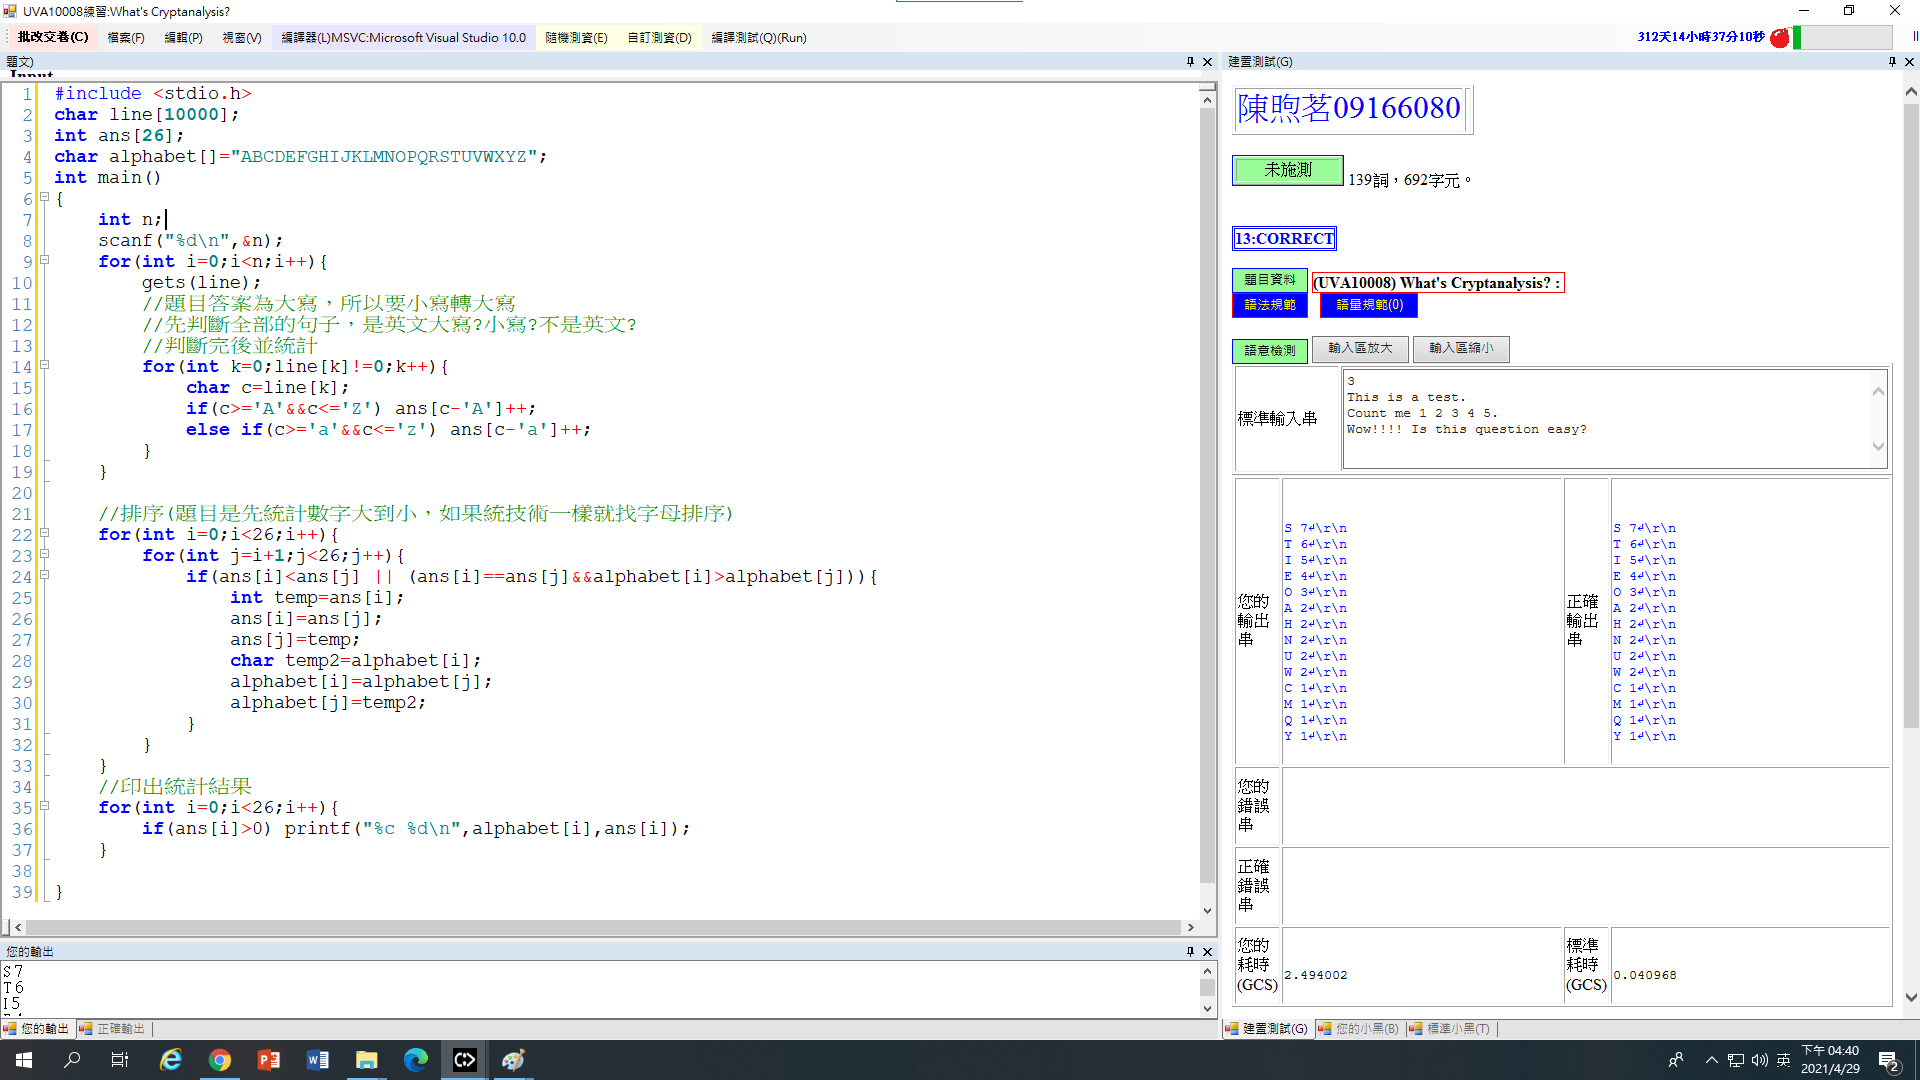 UVA10008練習:What's Cryptanalysis?
批改交卷(C) 檔案(F) 編輯(P) 視窗(V) 編譯器(L)MSVC:Microsoft Visual Studio 10.0 隨機測資(E) 自訂測資(D) 編譯測試(Q)(Run)
312天14小時37分10秒
題文)
Input
1 #include <stdio.h>
2 char line[10000];
3 int ans[26];
4 char alphabet[]="ABCDEFGHIJKLMNOPQRSTUVWXYZ";
5 int main()
6 {
7 int n;
8 scanf("%d\n",&n);
9 for(int i=0;i<n;i++){
10 gets(line);
11 //題目答案為大寫，所以要小寫轉大寫
12 //先判斷全部的句子，是英文大寫?小寫?不是英文?
13 //判斷完後並統計
14 for(int k=0;line[k]!=0;k++){
15 char c=line[k];
16 if(c>='A'&&c<='Z') ans[c-'A']++;
17 else if(c>='a'&&c<='z') ans[c-'a']++;
18 }
19 }
20
21 //排序(題目是先統計數字大到小，如果統技術一樣就找字母排序)
22 for(int i=0;i<26;i++){
23 for(int j=i+1;j<26;j++){
24 if(ans[i]<ans[j] || (ans[i]==ans[j]&&alphabet[i]>alphabet[j])){
25 int temp=ans[i];
26 ans[i]=ans[j];
27 ans[j]=temp;
28 char temp2=alphabet[i];
29 alphabet[i]=alphabet[j];
30 alphabet[j]=temp2;
31 }
32 }
33 }
34 //印出統計結果
35 for(int i=0;i<26;i++){
36 if(ans[i]>0) printf("%c %d\n",alphabet[i],ans[i]);
37 }
38
39 }
您的輸出
S 7
T 6
I 5
您的輸出 正確輸出
建置測試(G)
陳煦茗09166080
未施測 139詞，692字元。
13:CORRECT
題目資料 (UVA10008) What's Cryptanalysis? :
語法規範 語量規範(0)
語意檢測 輸入區放大 輸入區縮小
標準輸入串
3
This is a test.
Count me 1 2 3 4 5.
Wow!!!! Is this question easy?
您的輸出串
S 7↲\r\n
T 6↲\r\n
I 5↲\r\n
E 4↲\r\n
O 3↲\r\n
A 2↲\r\n
H 2↲\r\n
N 2↲\r\n
U 2↲\r\n
W 2↲\r\n
C 1↲\r\n
M 1↲\r\n
Q 1↲\r\n
Y 1↲\r\n
正確輸出串
S 7↲\r\n
T 6↲\r\n
I 5↲\r\n
E 4↲\r\n
O 3↲\r\n
A 2↲\r\n
H 2↲\r\n
N 2↲\r\n
U 2↲\r\n
W 2↲\r\n
C 1↲\r\n
M 1↲\r\n
Q 1↲\r\n
Y 1↲\r\n
您的錯誤串
正確錯誤串
您的耗時(GCS) 2.494002 標準耗時(GCS) 0.040968
建置測試(G) 您的小黑(B) 標準小黑(T)
英
下午 04:40
2021/4/29
2